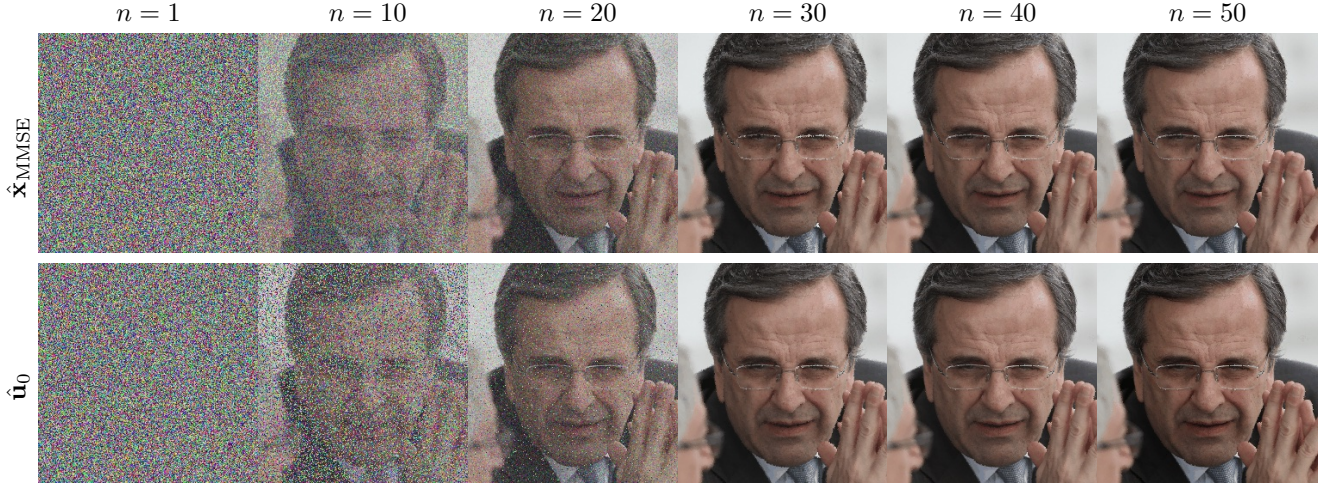 n = 1 n = 10 n = 20 n = 30 n = 40 n = 50
x̂_MMSE
û_0